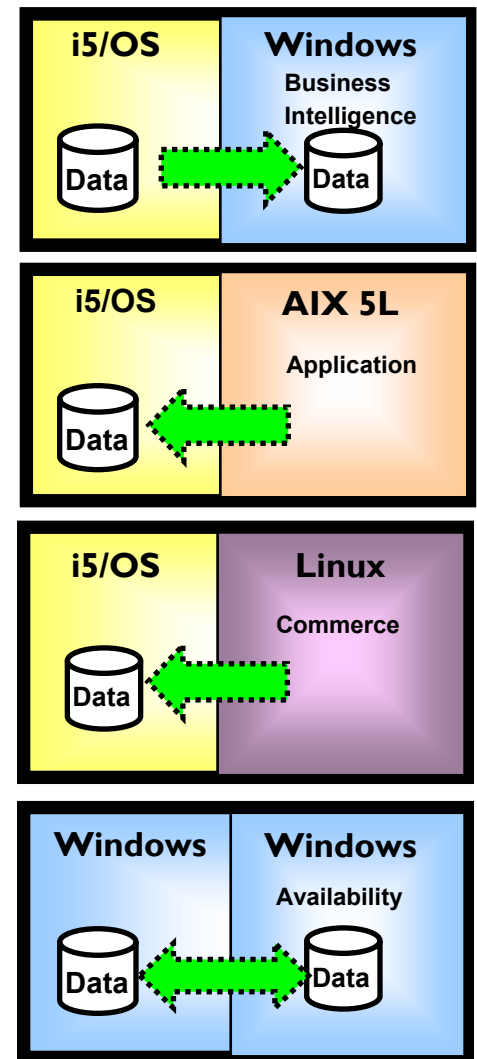 i5/OS Windows
Business
Intelligence
Data Data
i5/OS AIX 5L
Application
Data
i5/OS Linux
Commerce
Data
Windows Windows
Availability
Data Data